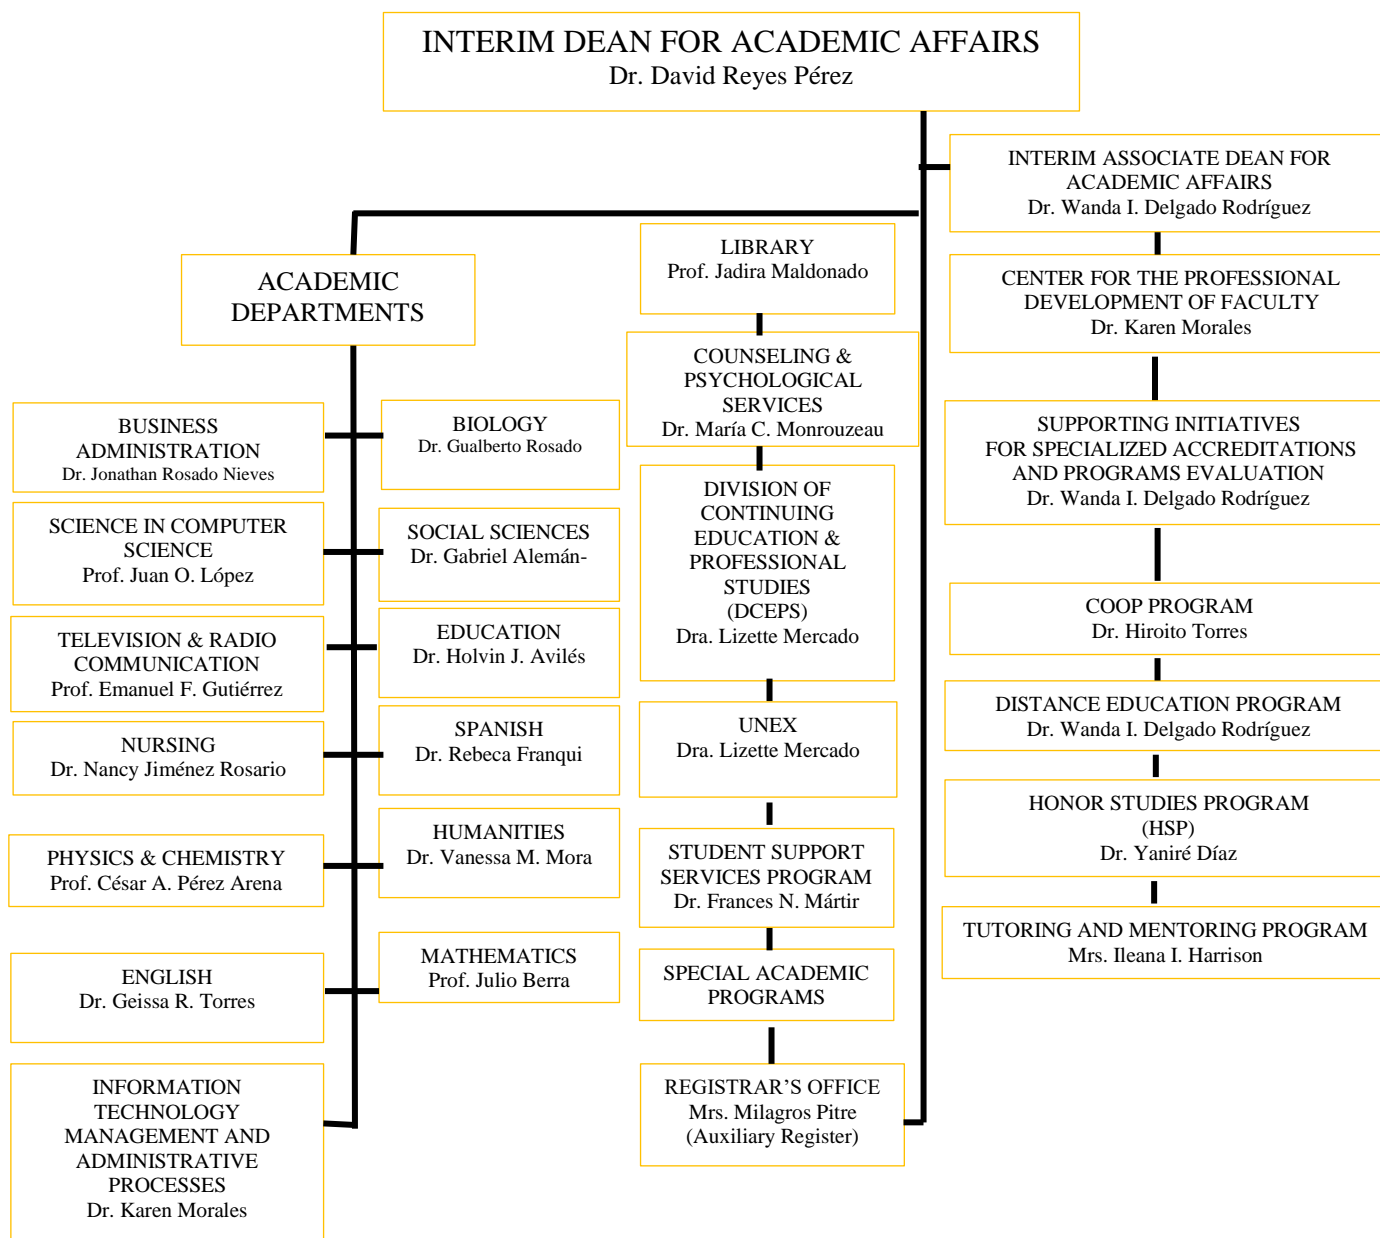 INTERIM DEAN FOR ACADEMIC AFFAIRS
Dr. David Reyes Pérez
INTERIM ASSOCIATE DEAN FOR
ACADEMIC AFFAIRS
Dr. Wanda I. Delgado Rodríguez
CENTER FOR THE PROFESSIONAL
DEVELOPMENT OF FACULTY
Dr. Karen Morales
SUPPORTING INITIATIVES
FOR SPECIALIZED ACCREDITATIONS
AND PROGRAMS EVALUATION
Dr. Wanda I. Delgado Rodríguez
COOP PROGRAM
Dr. Hiroito Torres
DISTANCE EDUCATION PROGRAM
Dr. Wanda I. Delgado Rodríguez
HONOR STUDIES PROGRAM
(HSP)
Dr. Yaniré Díaz
TUTORING AND MENTORING PROGRAM
Mrs. Ileana I. Harrison
LIBRARY
Prof. Jadira Maldonado
COUNSELING &
PSYCHOLOGICAL
SERVICES
Dr. María C. Monrouzeau
DIVISION OF
CONTINUING
EDUCATION &
PROFESSIONAL
STUDIES
(DCEPS)
Dra. Lizette Mercado
UNEX
Dra. Lizette Mercado
STUDENT SUPPORT
SERVICES PROGRAM
Dr. Frances N. Mártir
SPECIAL ACADEMIC
PROGRAMS
REGISTRAR’S OFFICE
Mrs. Milagros Pitre
(Auxiliary Register)
ACADEMIC
DEPARTMENTS
BUSINESS
ADMINISTRATION
Dr. Jonathan Rosado Nieves
BIOLOGY
Dr. Gualberto Rosado
SCIENCE IN COMPUTER
SCIENCE
Prof. Juan O. López
SOCIAL SCIENCES
Dr. Gabriel Alemán-
TELEVISION & RADIO
COMMUNICATION
Prof. Emanuel F. Gutiérrez
EDUCATION
Dr. Holvin J. Avilés
NURSING
Dr. Nancy Jiménez Rosario
SPANISH
Dr. Rebeca Franqui
PHYSICS & CHEMISTRY
Prof. César A. Pérez Arena
HUMANITIES
Dr. Vanessa M. Mora
ENGLISH
Dr. Geissa R. Torres
MATHEMATICS
Prof. Julio Berra
INFORMATION
TECHNOLOGY
MANAGEMENT AND
ADMINISTRATIVE
PROCESSES
Dr. Karen Morales